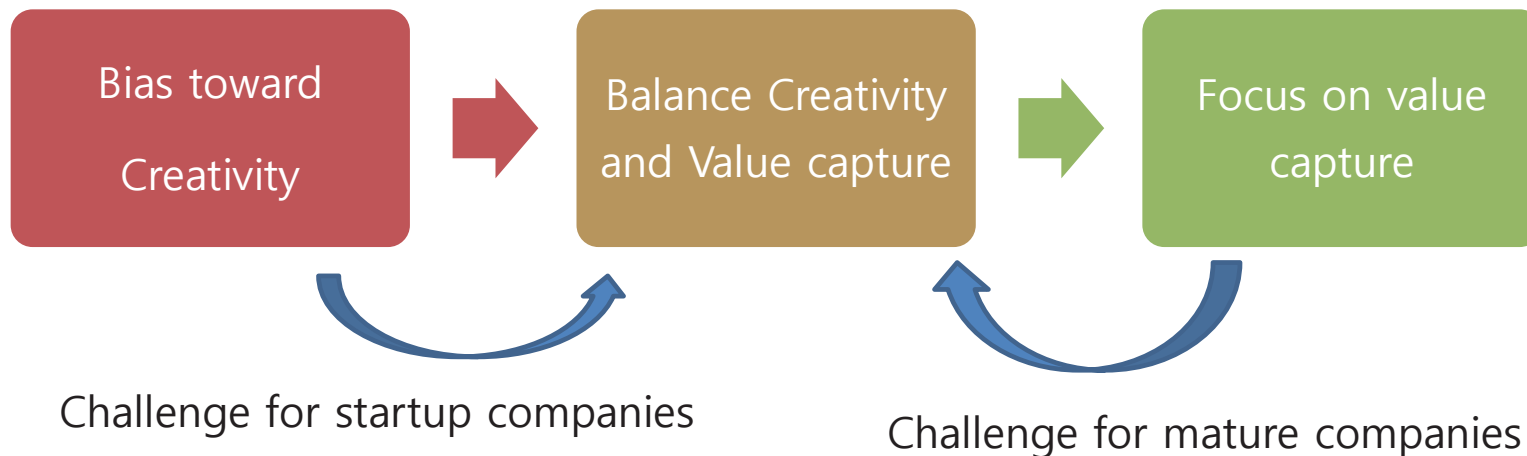 Bias toward
Creativity
Balance Creativity
and Value capture
Focus on value
capture
Challenge for startup companies
Challenge for mature companies